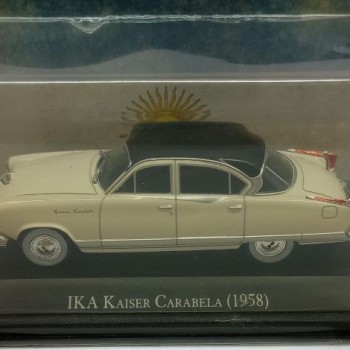 IKA KAISER CARABELA (1958)